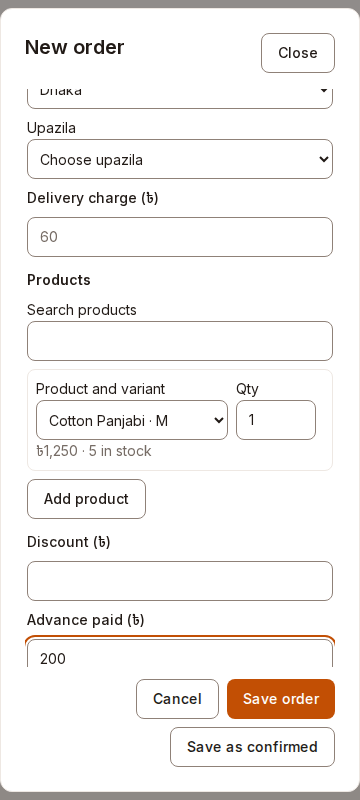 New order
Close
Dhaka
Upazila
Choose upazila
Delivery charge (৳)
60
Products
Search products
Product and variant
Qty
Cotton Panjabi · M
1
৳1,250 · 5 in stock
Add product
Discount (৳)
Advance paid (৳)
200
Cancel
Save order
Save as confirmed